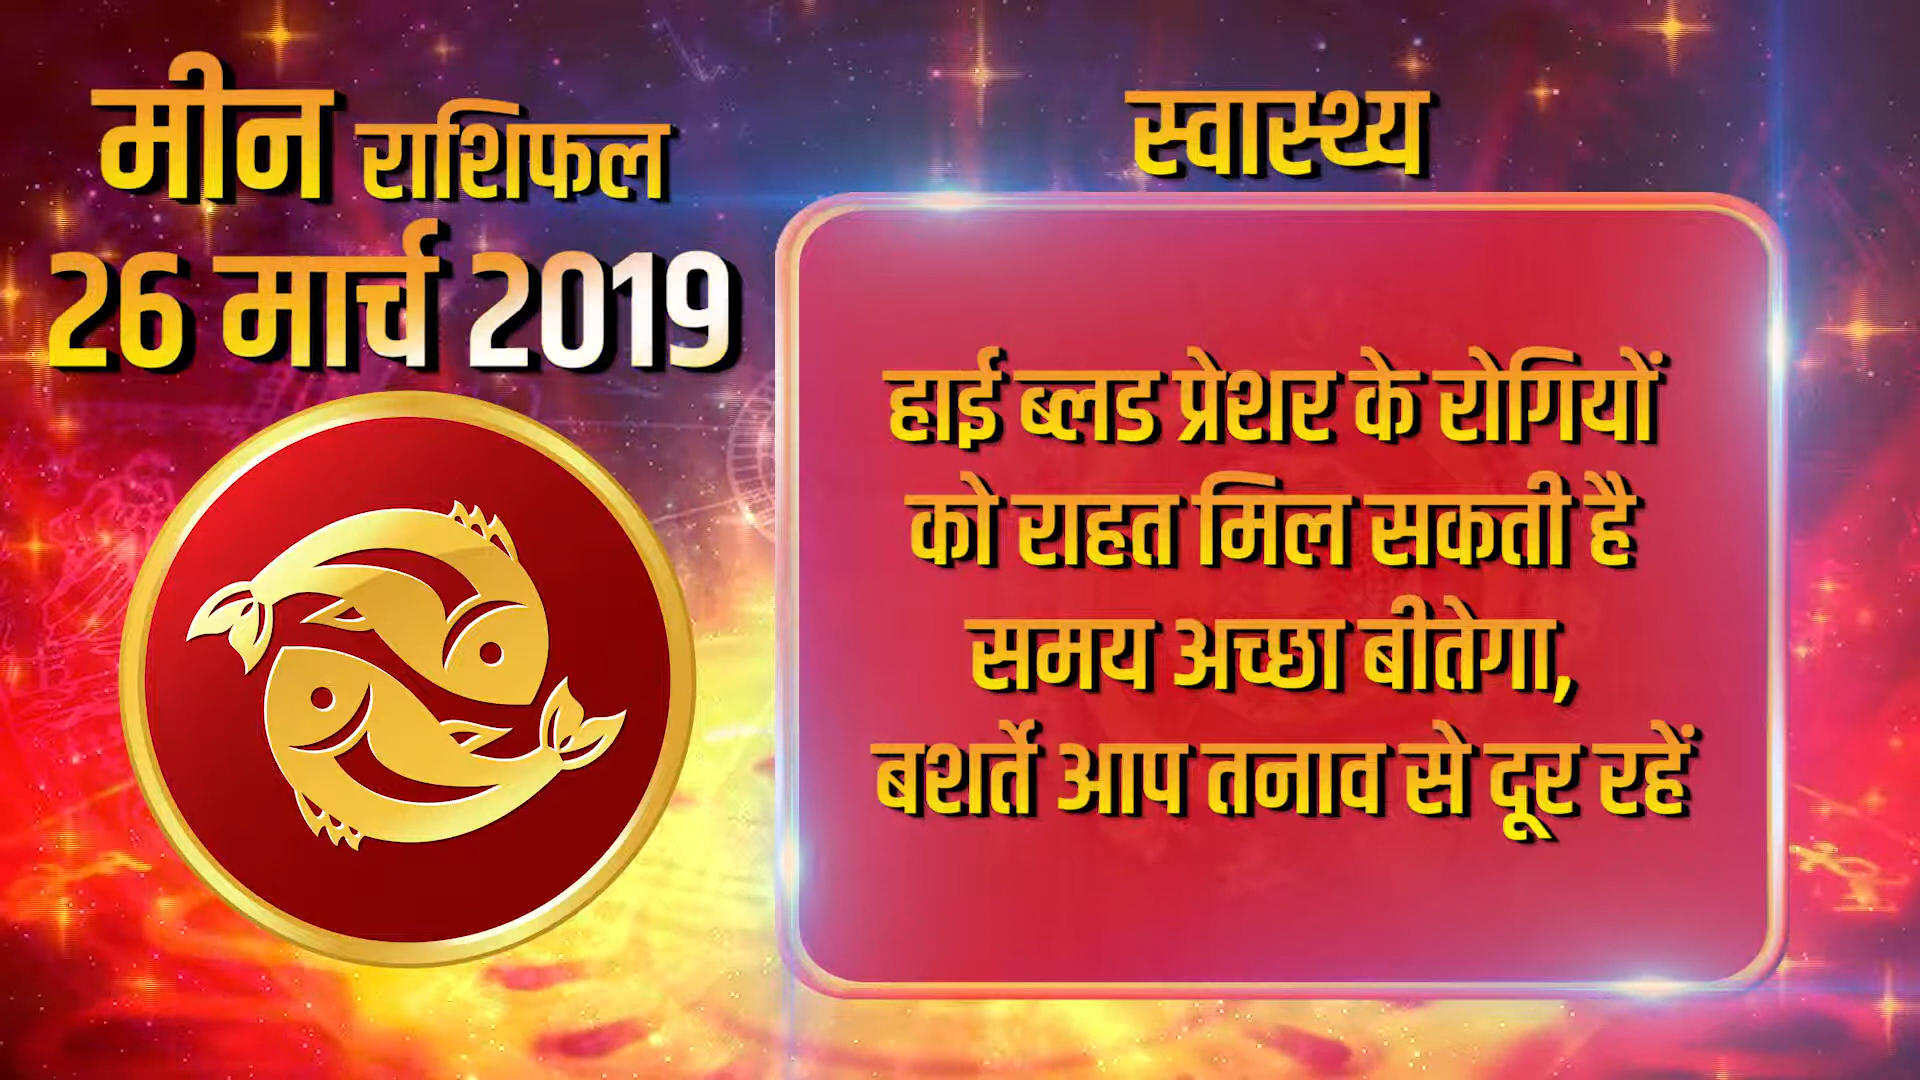 मीन राशिफल
26 मार्च 2019
स्वास्थ्य
हाई ब्लड प्रेशर के रोगियों
को राहत मिल सकती है
समय अच्छा बीतेगा,
बशर्ते आप तनाव से दूर रहें